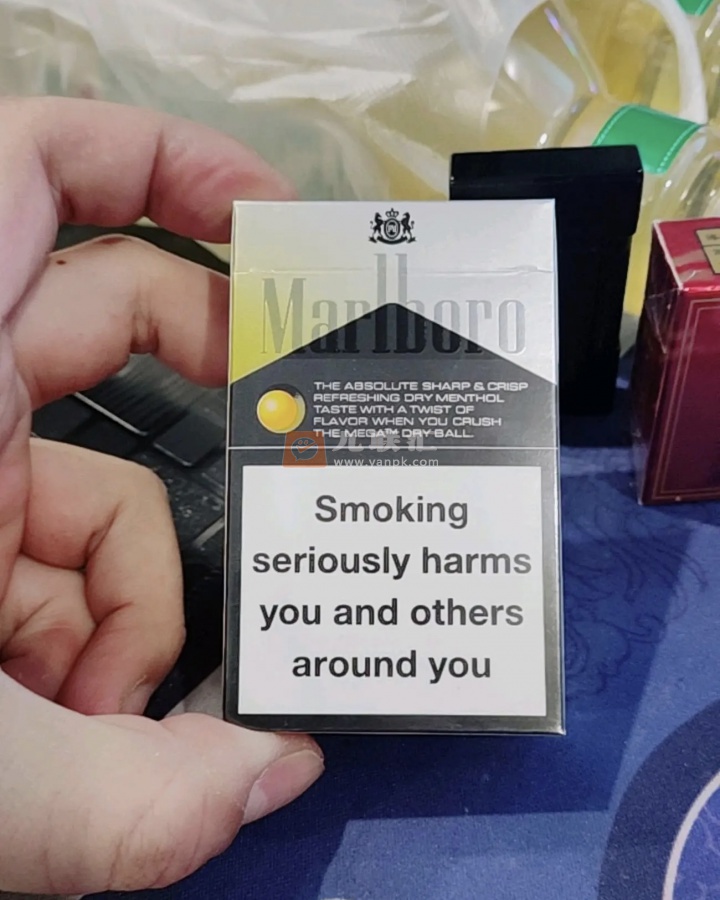 Marlboro
THE ABSOLUTE SHARP & CRISP
REFRESHING DRY MENTHOL
TASTE WITH A TWIST OF
FLAVOR WHEN YOU CRUSH
THE MEGA™ DRY BALL.
www.yanpk.com
Smoking
seriously harms
you and others
around you